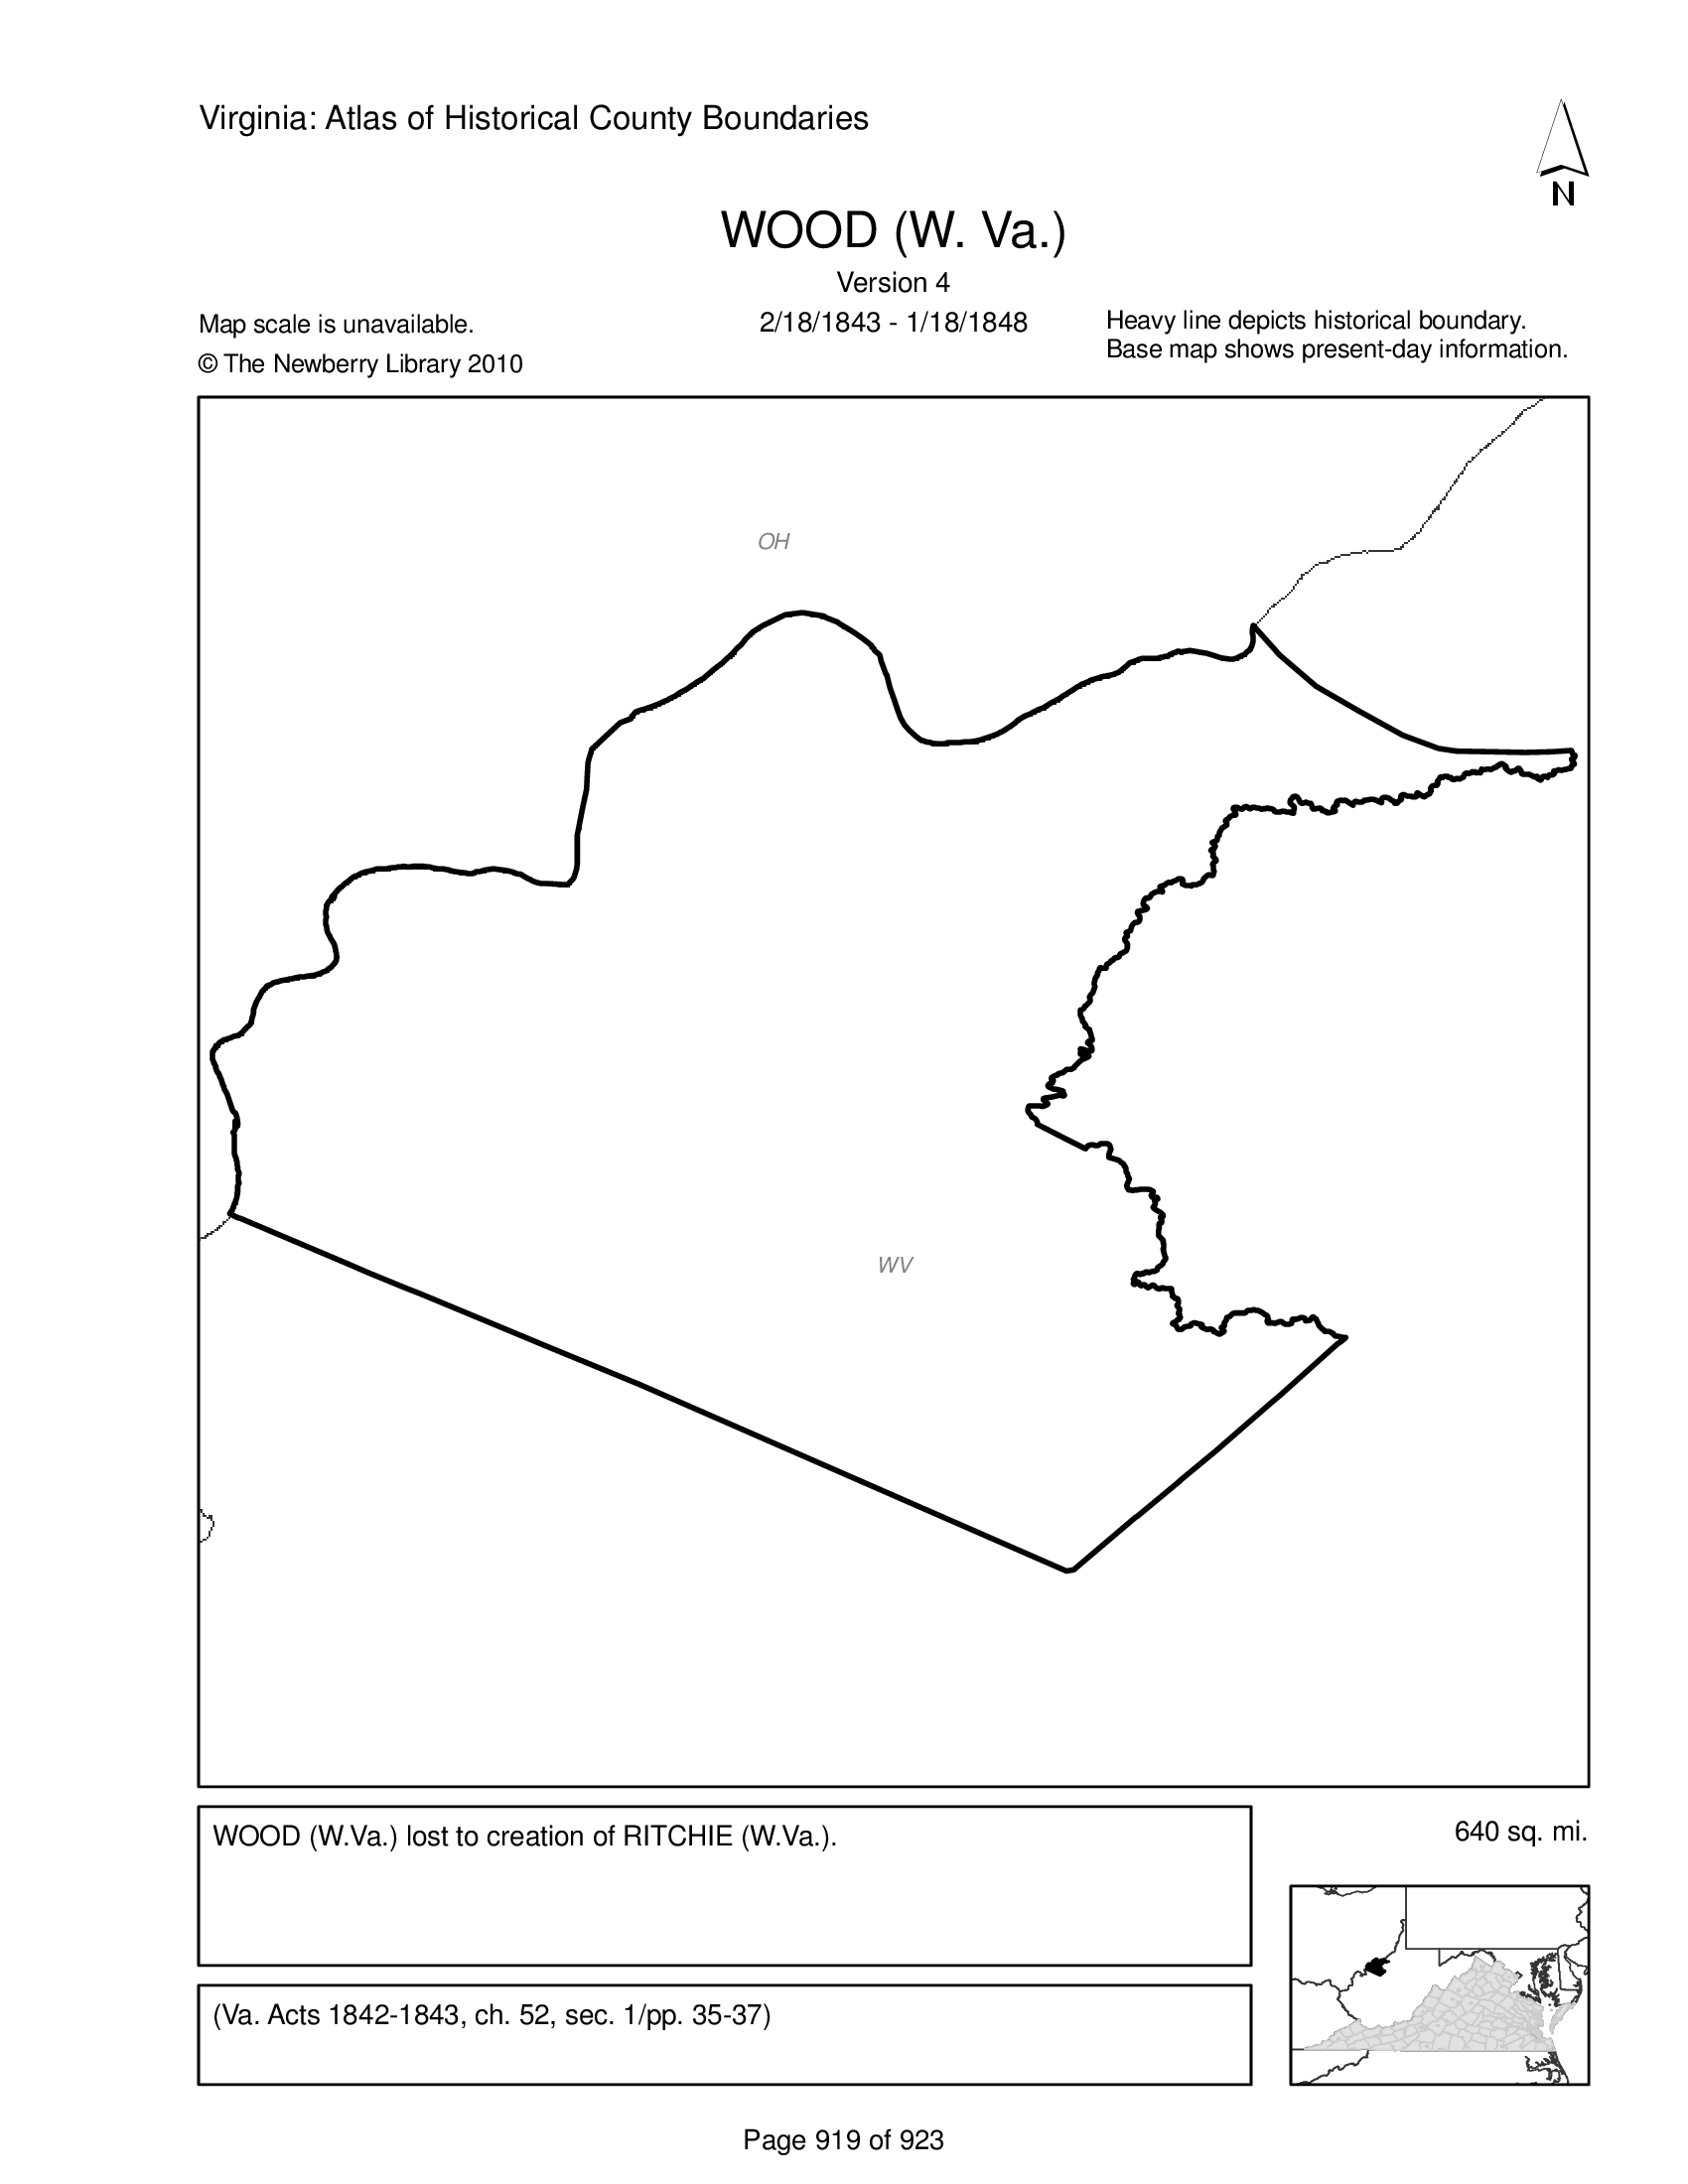 Virginia: Atlas of Historical County Boundaries
N
WOOD (W. Va.)
Version 4
2/18/1843 - 1/18/1848
Map scale is unavailable.
© The Newberry Library 2010
Heavy line depicts historical boundary.
Base map shows present-day information.
OH
WV
WOOD (W.Va.) lost to creation of RITCHIE (W.Va.).
640 sq. mi.
(Va. Acts 1842-1843, ch. 52, sec. 1/pp. 35-37)
Page 919 of 923